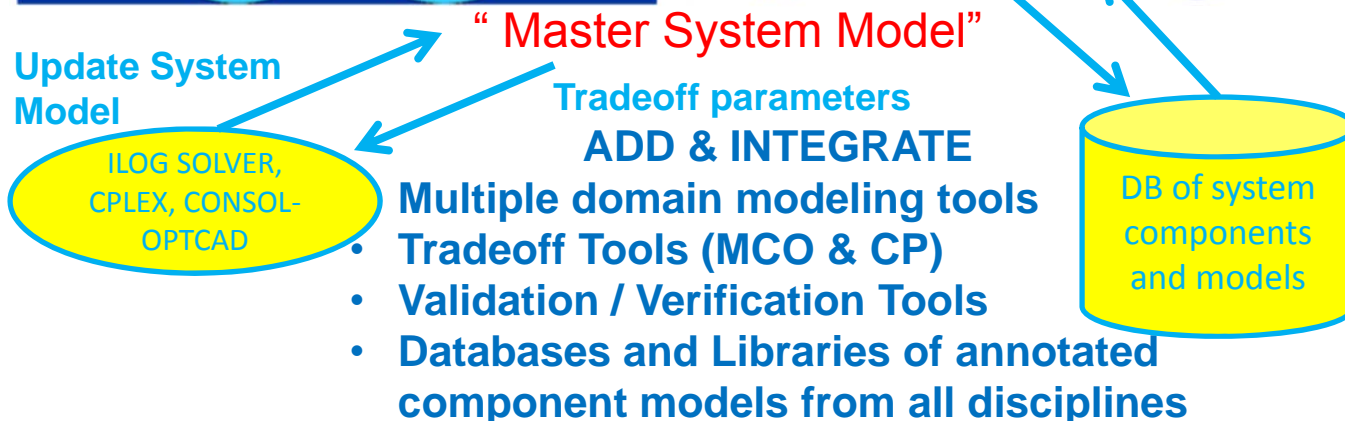 “ Master System Model”
Update System
Model
Tradeoff parameters
ILOG SOLVER,
CPLEX, CONSOL-
OPTCAD
ADD & INTEGRATE
Multiple domain modeling tools
• Tradeoff Tools (MCO & CP)
• Validation / Verification Tools
• Databases and Libraries of annotated
component models from all disciplines
DB of system
components
and models